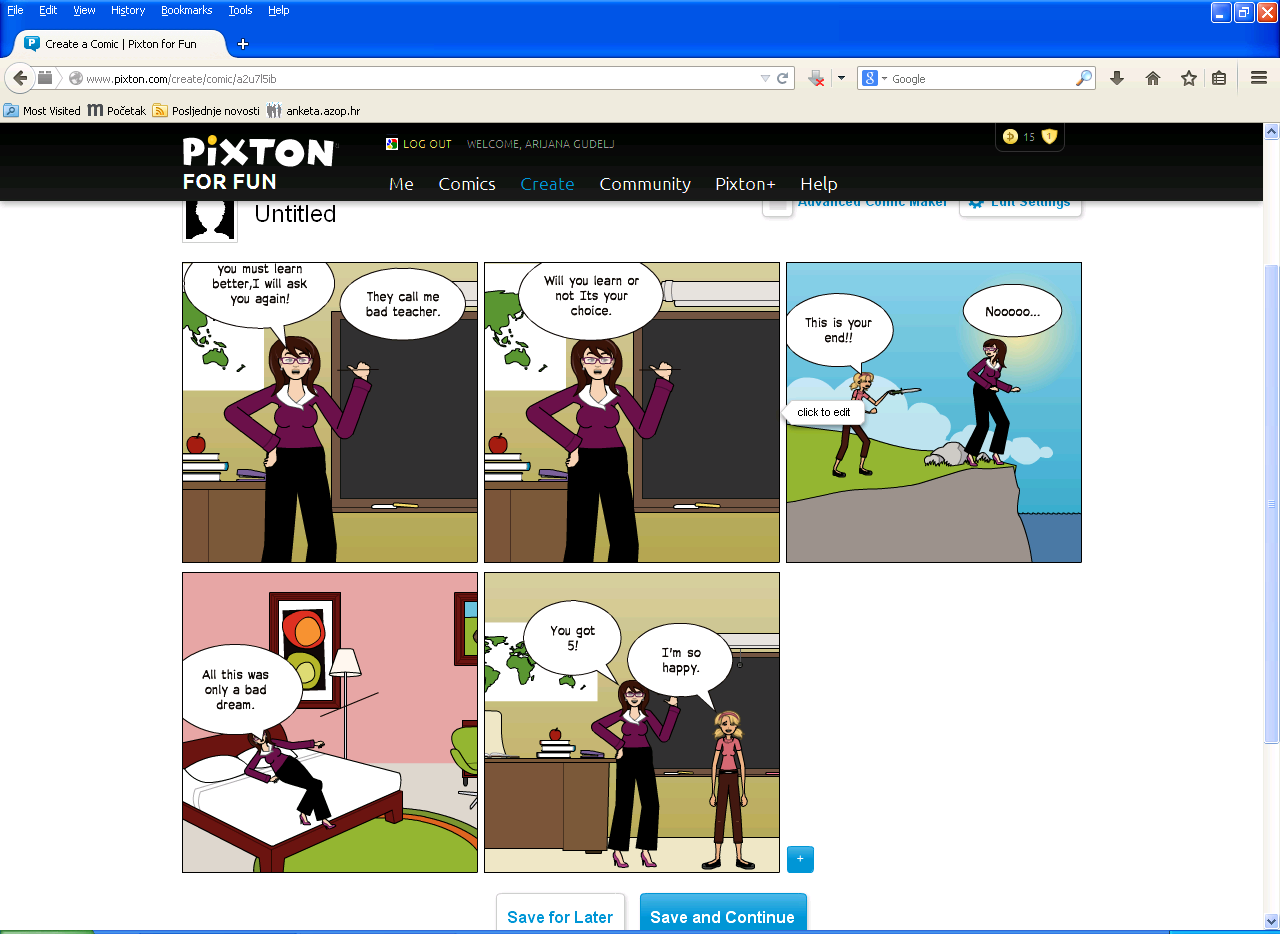 File Edit View History Bookmarks Tools Help
Create a Comic | Pixton for Fun
www.pixton.com/create/comic/a2u7l5ib
Google
Most Visited Početak Posljednje novosti anketa.azop.hr
PiXTON
FOR FUN
LOG OUT WELCOME, ARIJANA GUDELJ
15 1
Me Comics Create Community Pixton+ Help
Untitled
Advanced Comic Maker Edit Settings
you must learn
better,I will ask
you again!
They call me
bad teacher.
Will you learn or
not Its your
choice.
This is your
end!!
Nooooo...
click to edit
All this was
only a bad
dream.
You got
5!
I'm so
happy.
+
Save for Later Save and Continue